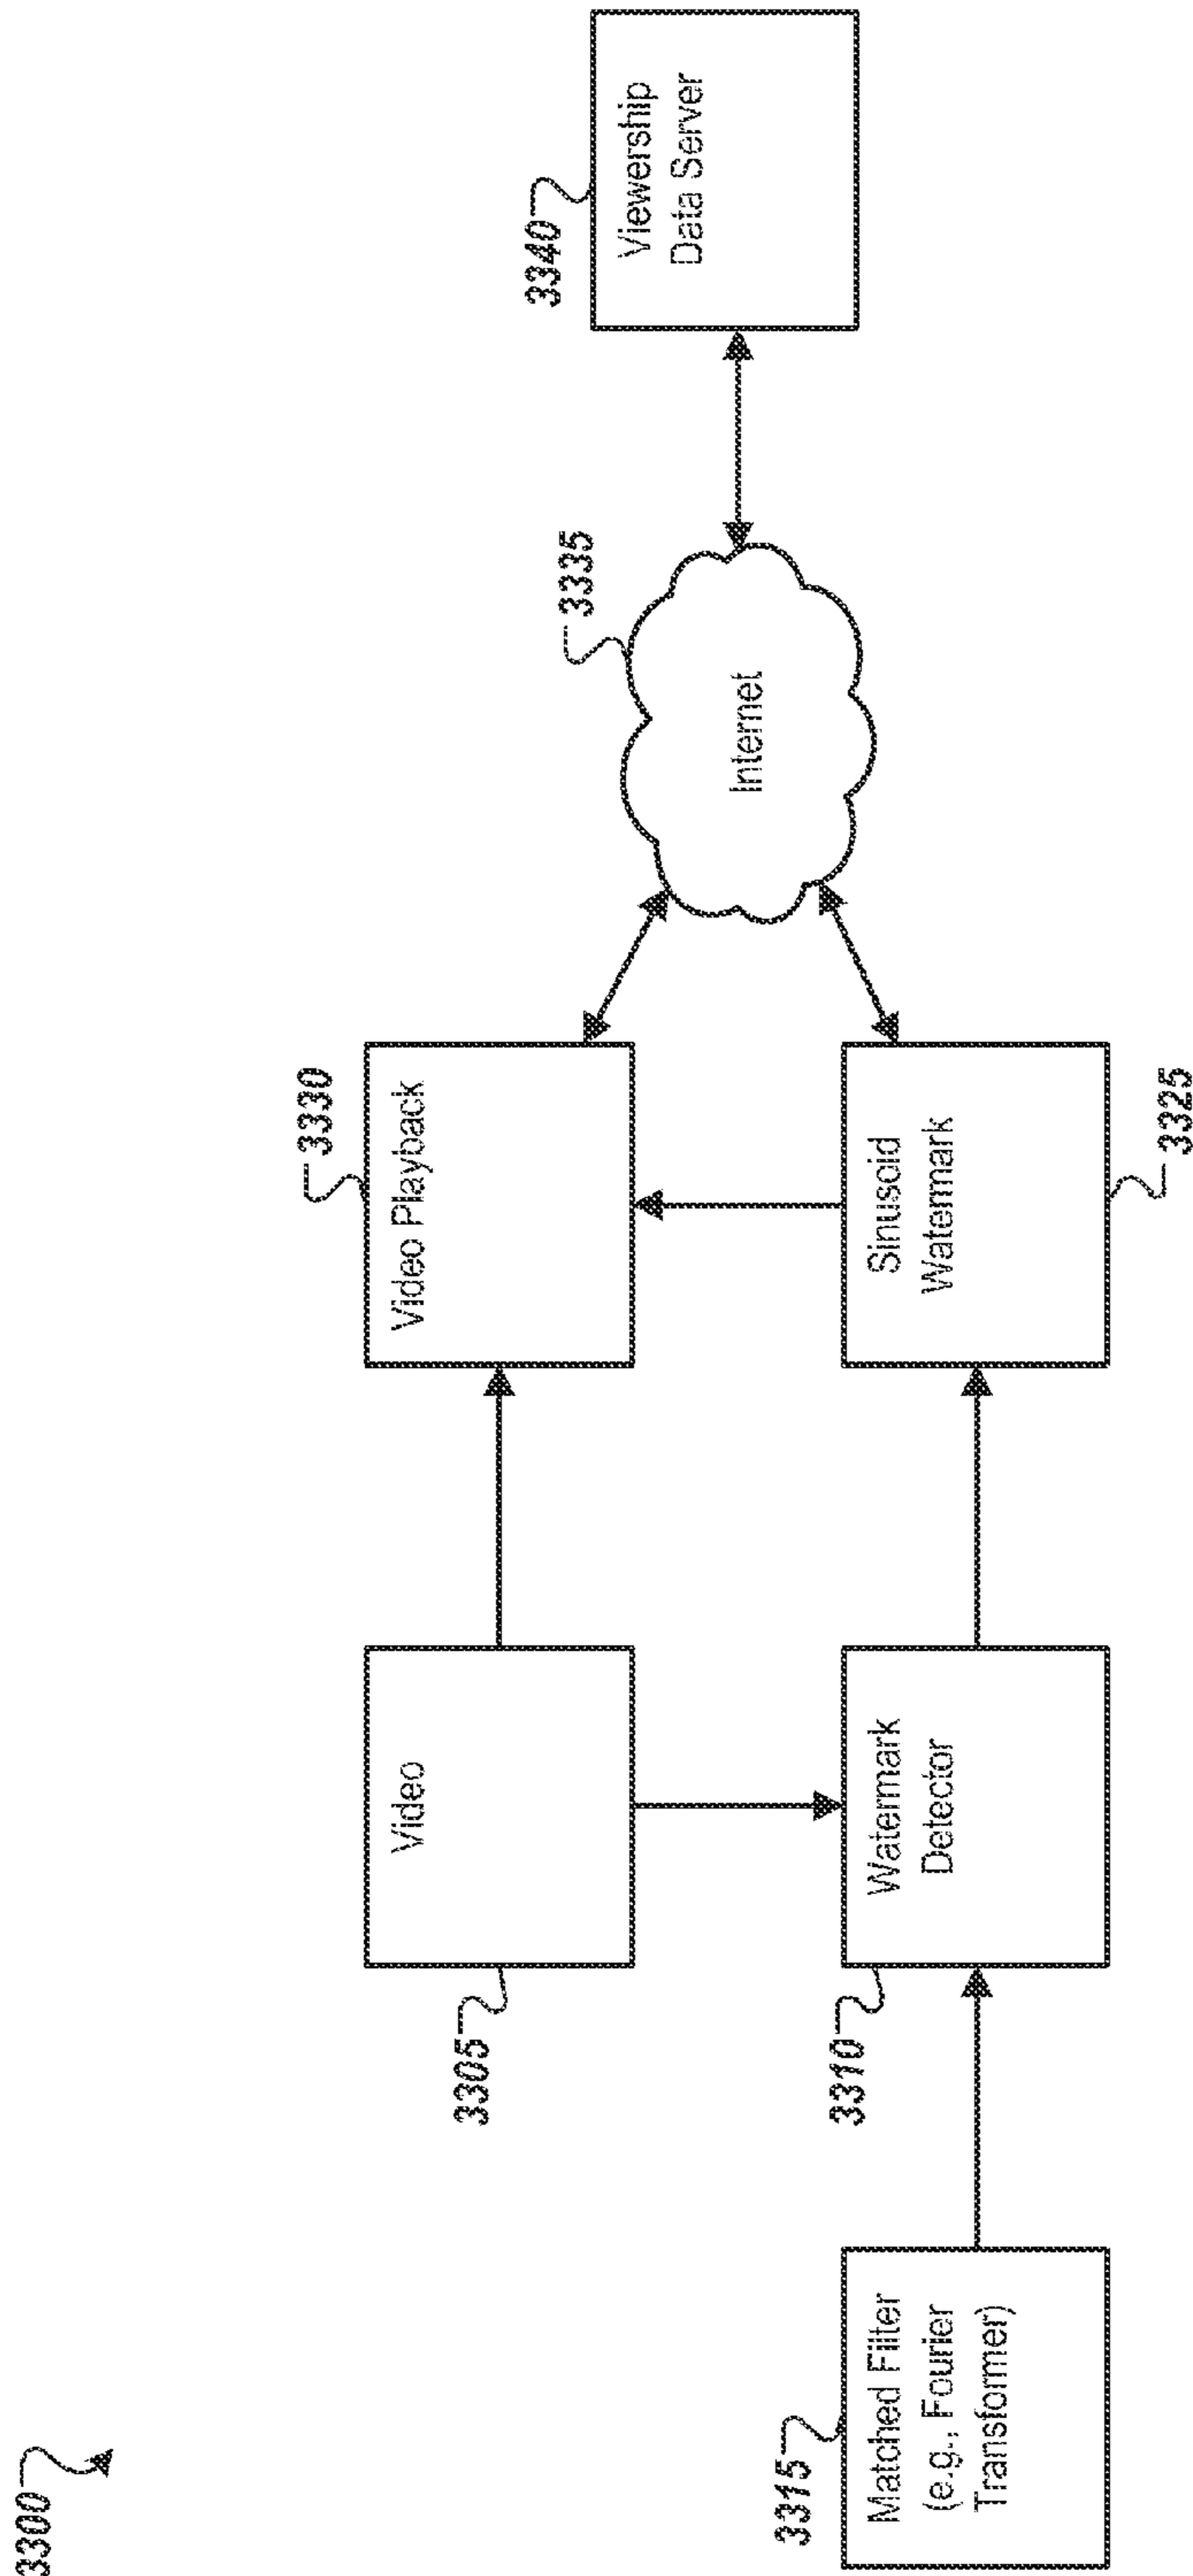 3300
3330
Video
Video Playback
3305
3340
Viewership
Data Server
3335
Internet
3310
3315
Matched Filter
(e.g., Fourier
Transformer)
Watermark
Detector
Sinusoid
Watermark
3325